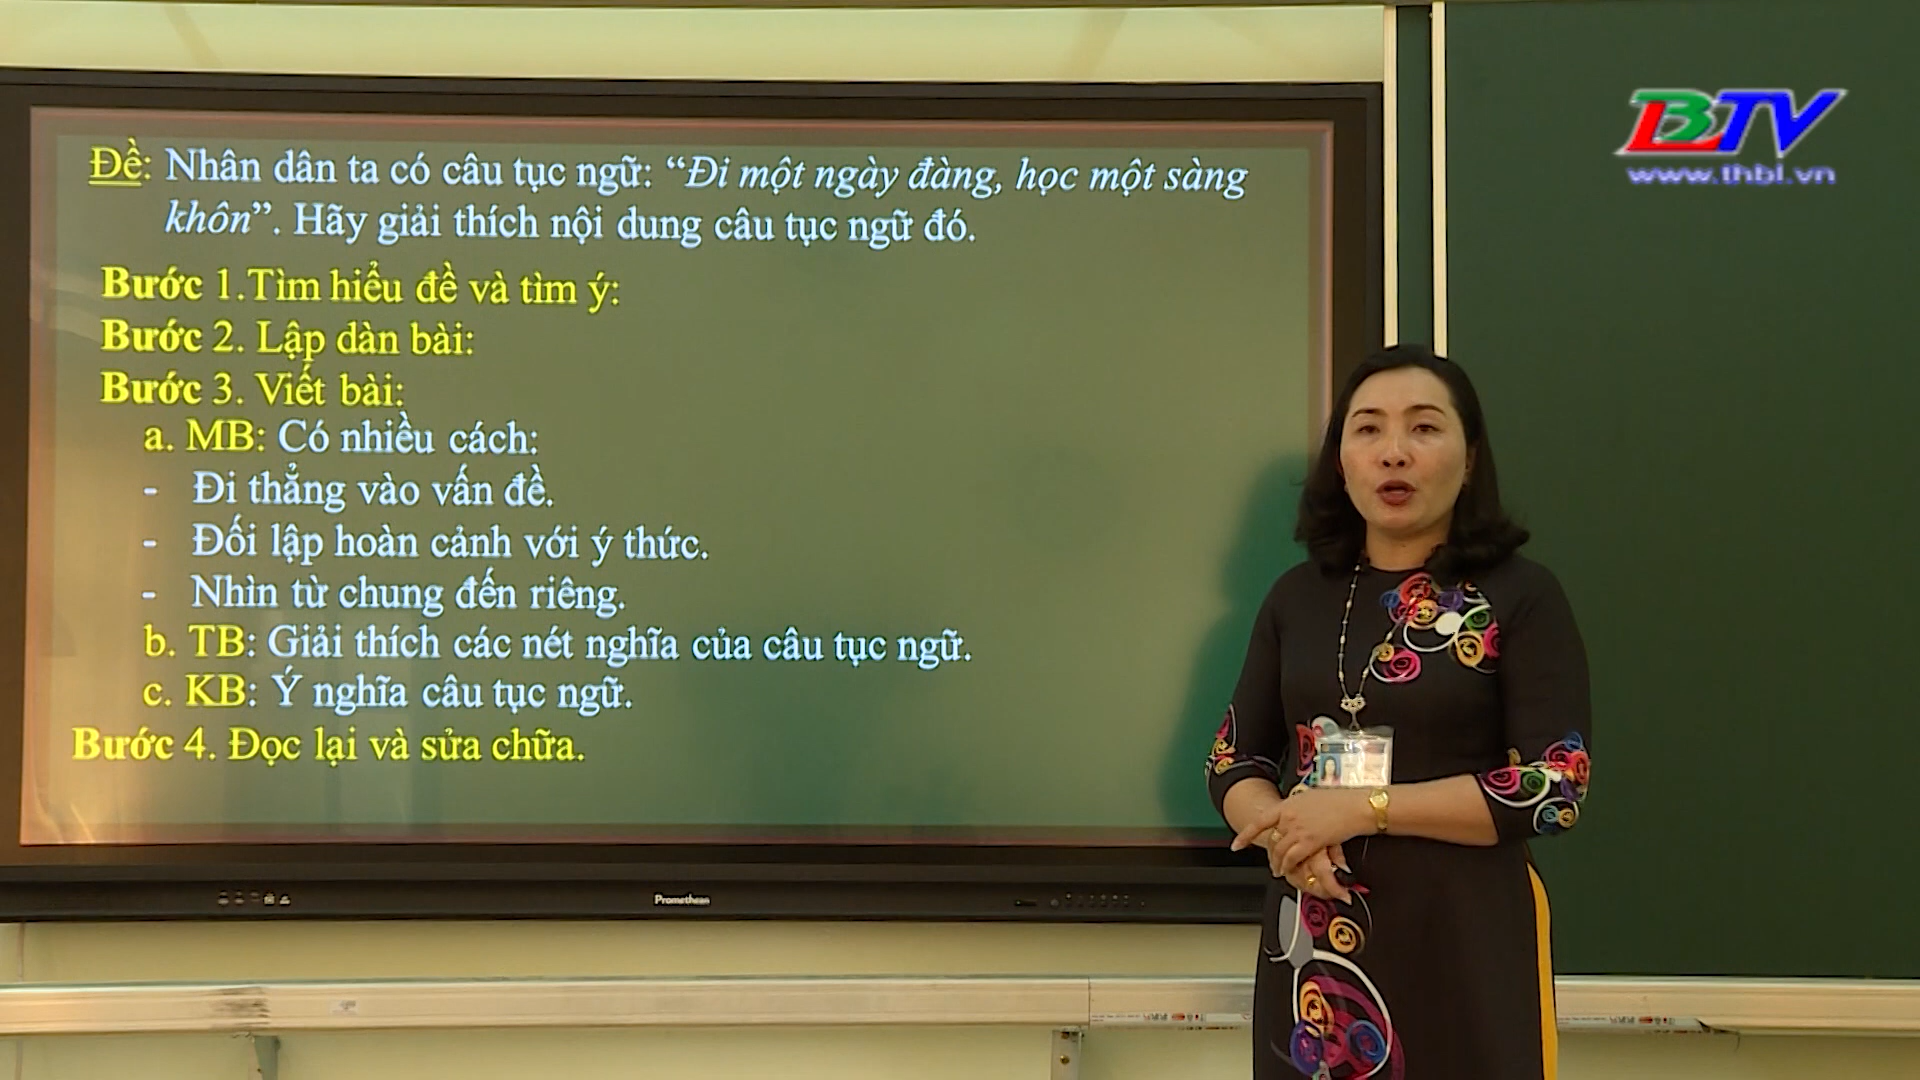 BTV
www.thbl.vn
Đề: Nhân dân ta có câu tục ngữ: “Đi một ngày đàng, học một sàng
khôn”. Hãy giải thích nội dung câu tục ngữ đó.
Bước 1.Tìm hiểu đề và tìm ý:
Bước 2. Lập dàn bài:
Bước 3. Viết bài:
a. MB: Có nhiều cách:
- Đi thẳng vào vấn đề.
- Đối lập hoàn cảnh với ý thức.
- Nhìn từ chung đến riêng.
b. TB: Giải thích các nét nghĩa của câu tục ngữ.
c. KB: Ý nghĩa câu tục ngữ.
Bước 4. Đọc lại và sửa chữa.
Promethean